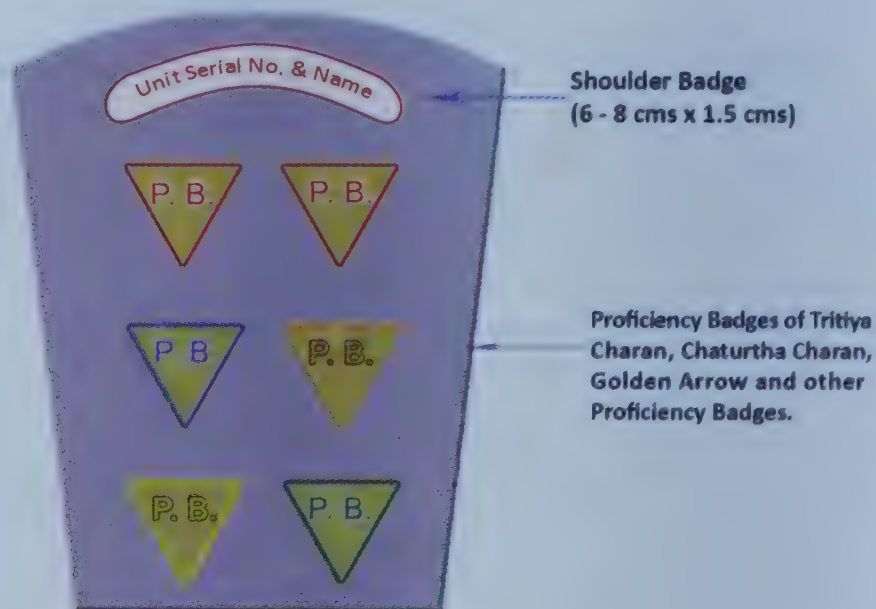 Unit Serial No. & Name
Shoulder Badge
(6 - 8 cms x 1.5 cms)
P. B. P. B.
Proficiency Badges of Tritiya
Charan, Chaturtha Charan,
Golden Arrow and other
Proficiency Badges.
P B P. B.
P. B. P. B.